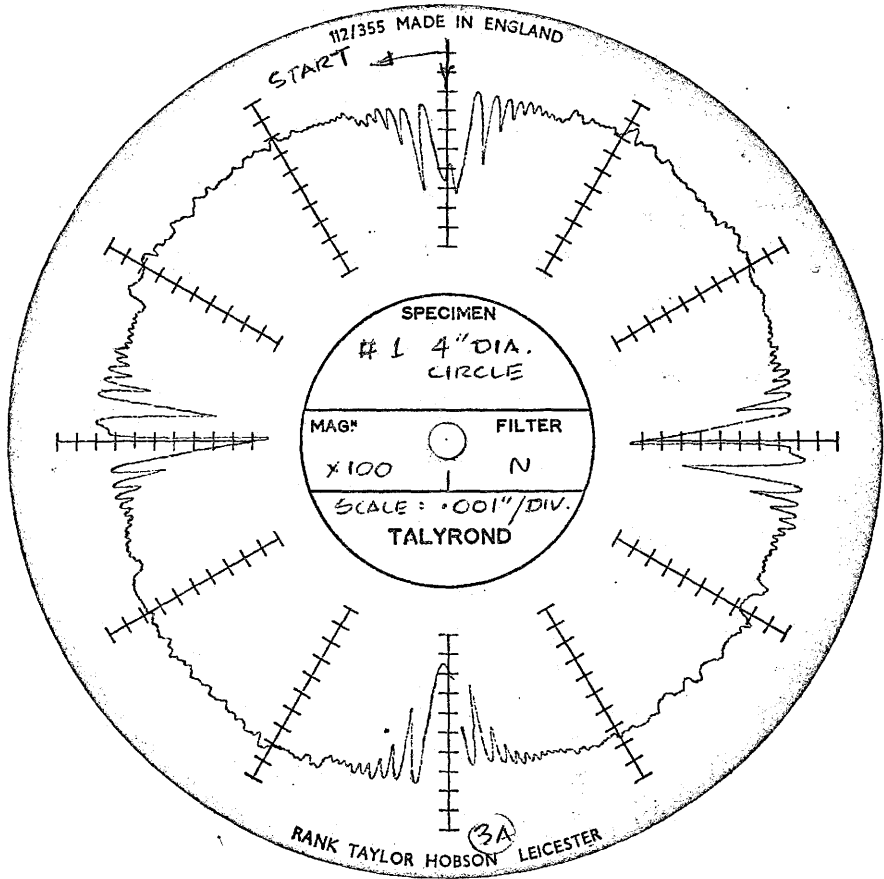 112/355 MADE IN ENGLAND
START
SPECIMEN
# 1 4" DIA.
CIRCLE
MAGN. FILTER
x100 N
SCALE: .001"/DIV.
TALYROND
3A
RANK TAYLOR HOBSON LEICESTER